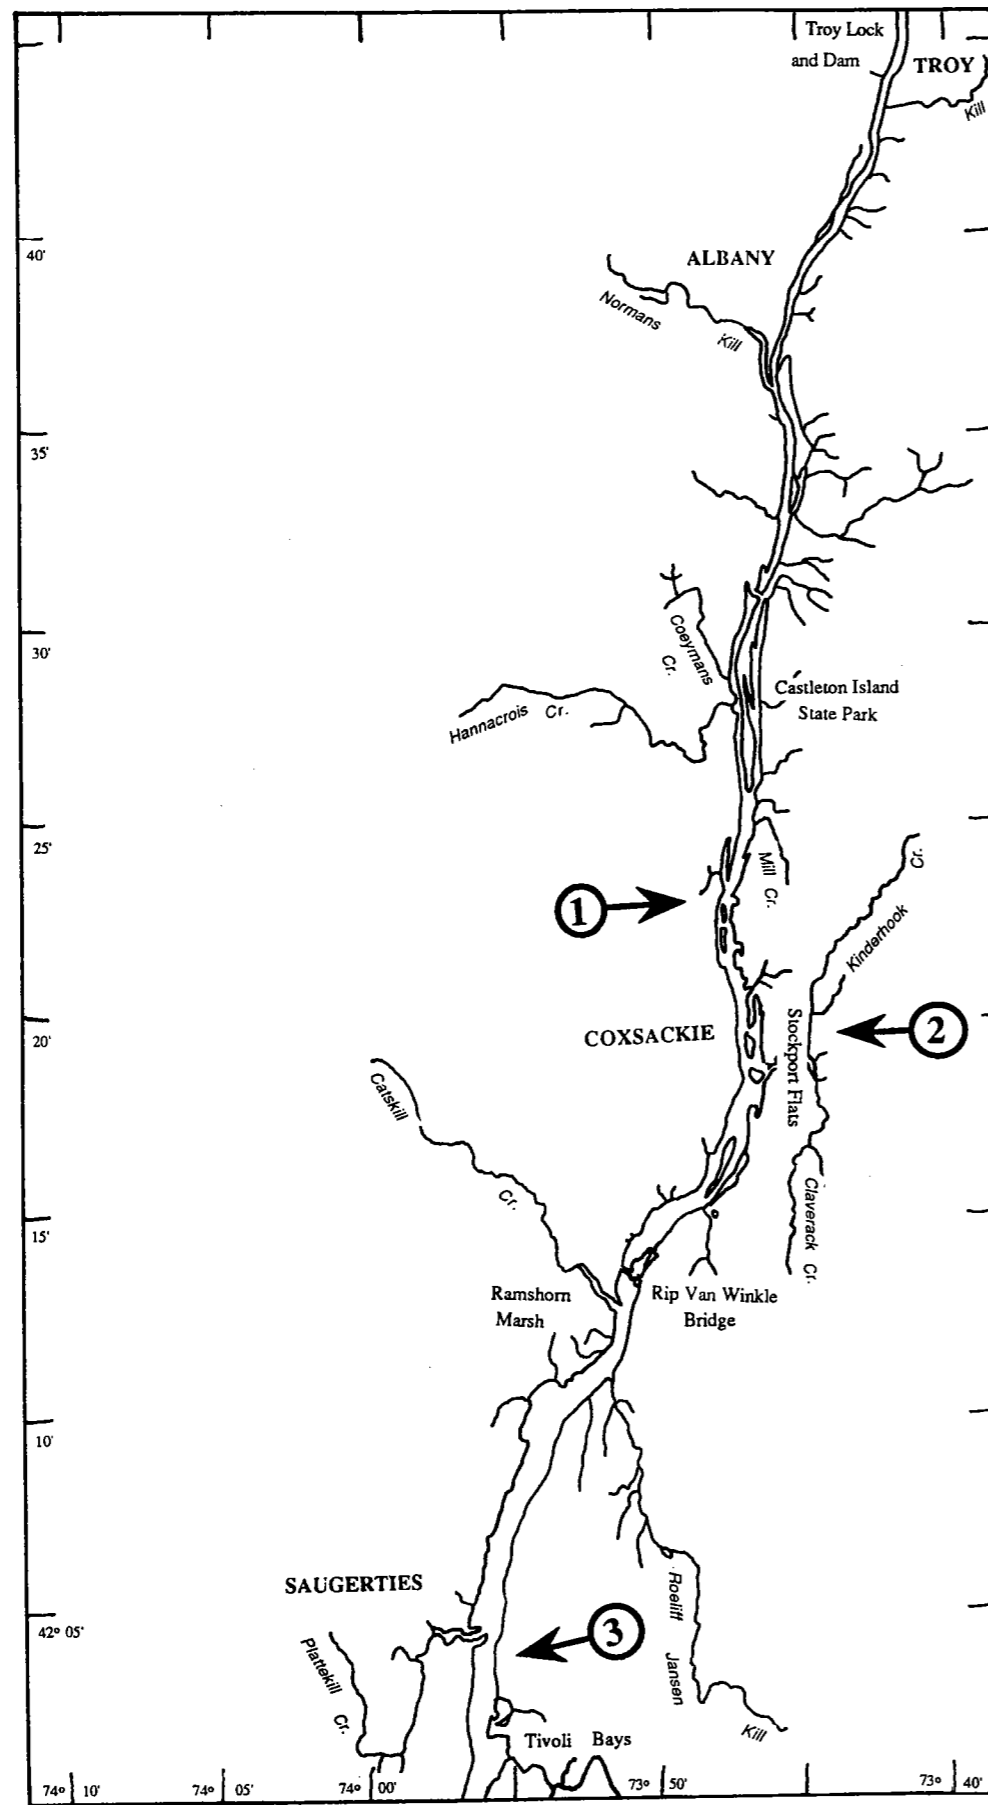 Troy Lock
and Dam
TROY
Kill
40'
ALBANY
Normans
Kill
35'
30'
Coeymans
Cr.
Castleton Island
State Park
Hannacrois Cr.
25'
Mill Cr.
Cr.
Kinderhook
1
2
20'
COXSACKIE
Stockport Flats
Catskill
Cr.
Claverack Cr.
15'
Ramshorn
Marsh
Rip Van Winkle
Bridge
10'
SAUGERTIES
42° 05'
3
Roeliff
Jansen
Kill
Plattekill
Cr.
Tivoli Bays
74° 10' 74° 05' 74° 00' 73° 50' 73° 40'